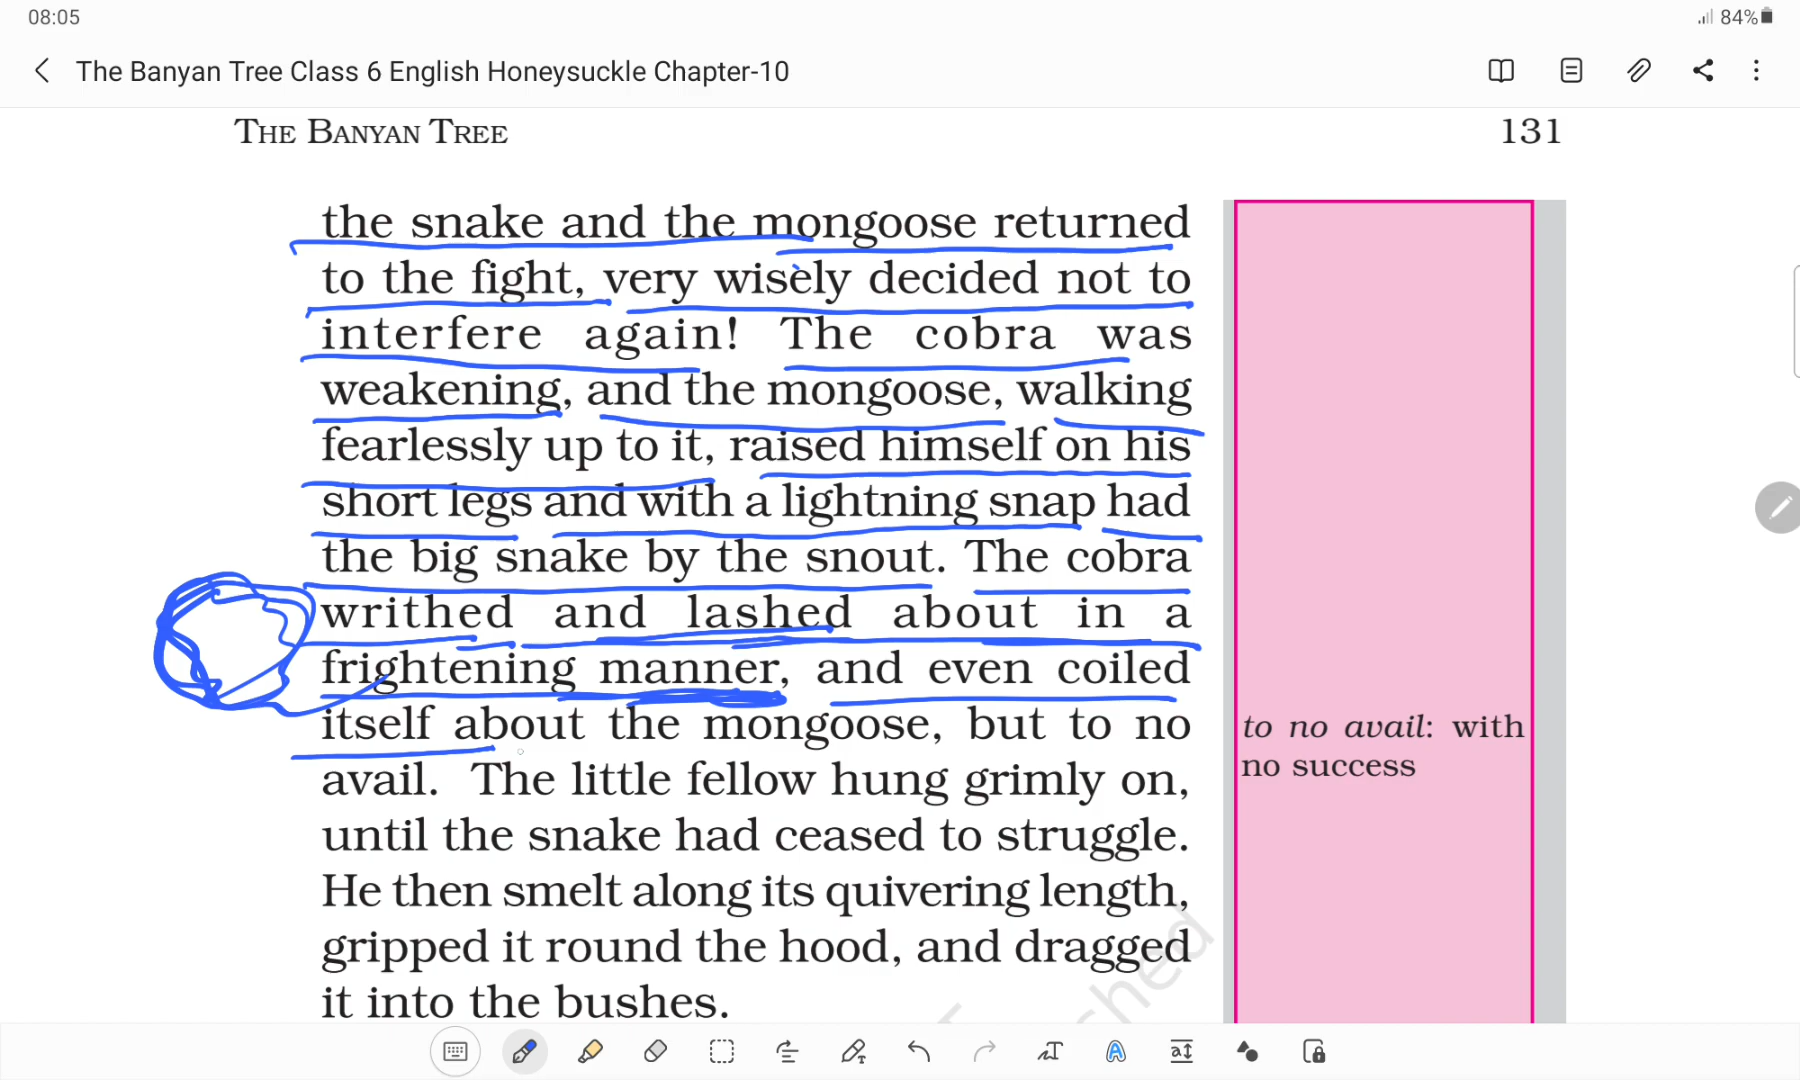 08:05
84%
The Banyan Tree Class 6 English Honeysuckle Chapter-10
THE BANYAN TREE
131
the snake and the mongoose returned
to the fight, very wisely decided not to
interfere again! The cobra was
weakening, and the mongoose, walking
fearlessly up to it, raised himself on his
short legs and with a lightning snap had
the big snake by the snout. The cobra
writhed and lashed about in a
frightening manner, and even coiled
itself about the mongoose, but to no
avail. The little fellow hung grimly on,
until the snake had ceased to struggle.
He then smelt along its quivering length,
gripped it round the hood, and dragged
it into the bushes.
to no avail: with
no success